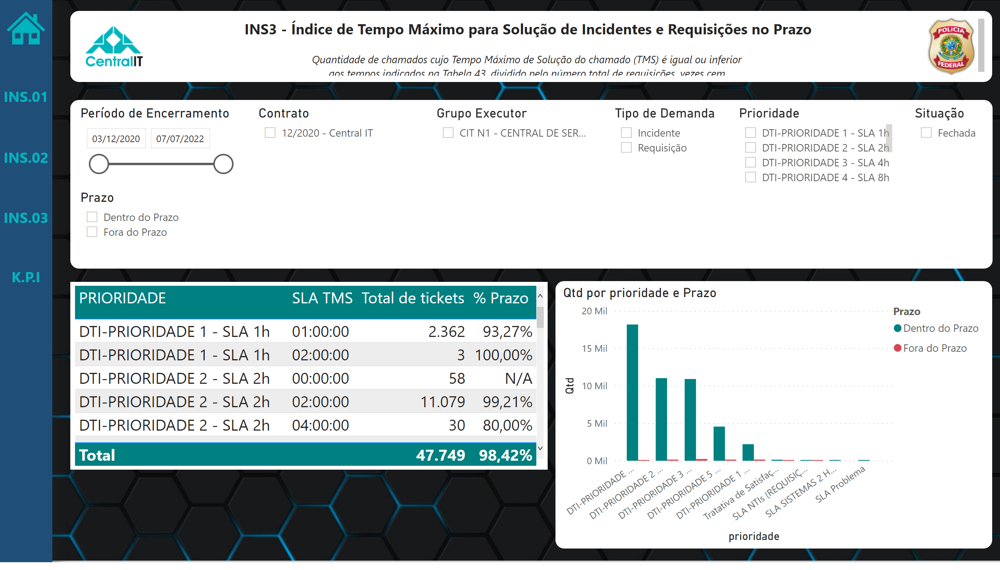 INS3 - Índice de Tempo Máximo para Solução de Incidentes e Requisições no Prazo
Quantidade de chamados cujo Tempo Máximo de Solução do chamado (TMS) é igual ou inferior
aos tempos indicados na Tabela 43, dividido pelo número total de requisições, vezes cem
CentralIT
POLÍCIA
FEDERAL
INS.01
INS.02
INS.03
K.P.I
Período de Encerramento
03/12/2020 07/07/2022
Contrato
12/2020 - Central IT
Grupo Executor
CIT N1 - CENTRAL DE SER...
Tipo de Demanda
Incidente
Requisição
Prioridade
DTI-PRIORIDADE 1 - SLA 1h
DTI-PRIORIDADE 2 - SLA 2h
DTI-PRIORIDADE 3 - SLA 4h
DTI-PRIORIDADE 4 - SLA 8h
Situação
Fechada
Prazo
Dentro do Prazo
Fora do Prazo
PRIORIDADE SLA TMS Total de tickets % Prazo
DTI-PRIORIDADE 1 - SLA 1h 01:00:00 2.362 93,27%
DTI-PRIORIDADE 1 - SLA 1h 02:00:00 3 100,00%
DTI-PRIORIDADE 2 - SLA 2h 00:00:00 58 N/A
DTI-PRIORIDADE 2 - SLA 2h 02:00:00 11.079 99,21%
DTI-PRIORIDADE 2 - SLA 2h 04:00:00 30 80,00%
Total 47.749 98,42%
Qtd por prioridade e Prazo
Prazo
Dentro do Prazo
Fora do Prazo
Qtd
20 Mil
15 Mil
10 Mil
5 Mil
0 Mil
DTI-PRIORIDADE ...
DTI-PRIORIDADE 2 ...
DTI-PRIORIDADE 3 ...
DTI-PRIORIDADE 5 ...
DTI-PRIORIDADE 1 ...
Tratativa de Satisfaç...
SLA NTIs (REQUISIÇ...
SLA SISTEMAS 2 H...
SLA Problema
prioridade